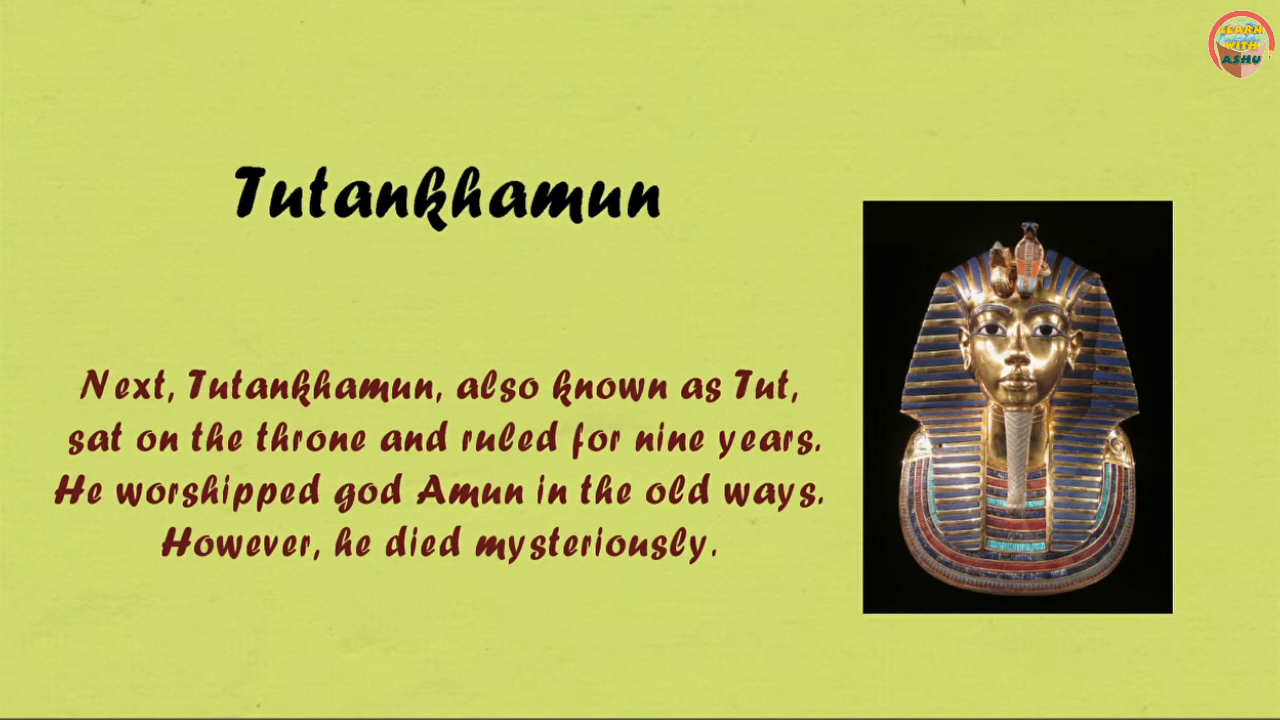 LEARN
WITH
ASHU
Tutankhamun
Next, Tutankhamun, also known as Tut,
sat on the throne and ruled for nine years.
He worshipped god Amun in the old ways.
However, he died mysteriously.